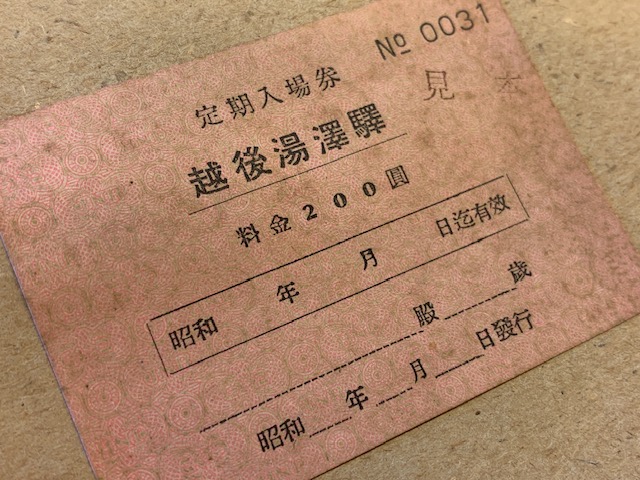 № 0031
見本
定期入場券
越後湯澤驛
料金200圓
昭和 年 月 日迄有效
殿 歳
昭和 年 月 日發行